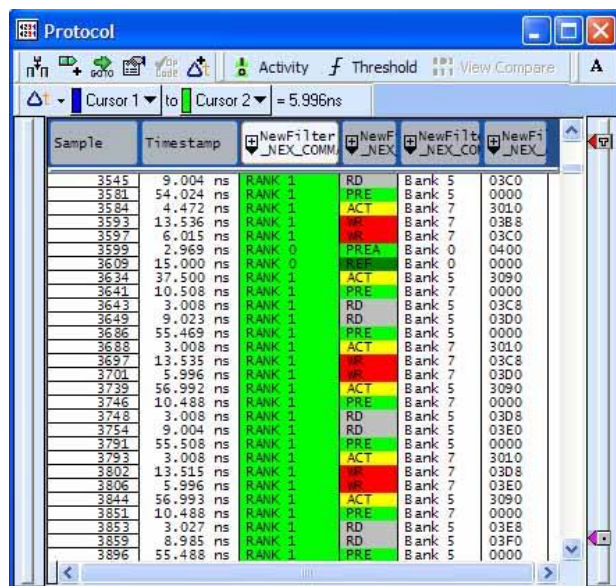 Protocol
GOTO Op Code Δt Activity f Threshold View Compare A
Δt Cursor 1 to Cursor 2 = 5.996ns
Sample Timestamp NewFilter _NEX_COMMA NewF _NEX NewFilte _NEX_COM NewFi _NEX_
3545 9.004 ns RANK 1 RD Bank 5 03C0
3581 54.024 ns RANK 1 PRE Bank 5 0000
3584 4.472 ns RANK 1 ACT Bank 7 3010
3593 13.536 ns RANK 1 WR Bank 7 03B8
3597 6.015 ns RANK 1 WR Bank 7 03C0
3599 2.969 ns RANK 0 PREA Bank 0 0400
3609 15.000 ns RANK 0 REF Bank 0 0000
3634 37.500 ns RANK 1 ACT Bank 5 3090
3641 10.508 ns RANK 1 PRE Bank 7 0000
3643 3.008 ns RANK 1 RD Bank 5 03C8
3649 9.023 ns RANK 1 RD Bank 5 03D0
3686 55.469 ns RANK 1 PRE Bank 5 0000
3688 3.008 ns RANK 1 ACT Bank 7 3010
3697 13.535 ns RANK 1 WR Bank 7 03C8
3701 5.996 ns RANK 1 WR Bank 7 03D0
3739 56.992 ns RANK 1 ACT Bank 5 3090
3746 10.488 ns RANK 1 PRE Bank 7 0000
3748 3.008 ns RANK 1 RD Bank 5 03D8
3754 9.004 ns RANK 1 RD Bank 5 03E0
3791 55.508 ns RANK 1 PRE Bank 5 0000
3793 3.008 ns RANK 1 ACT Bank 7 3010
3802 13.515 ns RANK 1 WR Bank 7 03D8
3806 5.996 ns RANK 1 WR Bank 7 03E0
3844 56.993 ns RANK 1 ACT Bank 5 3090
3851 10.488 ns RANK 1 PRE Bank 7 0000
3853 3.027 ns RANK 1 RD Bank 5 03E8
3859 8.985 ns RANK 1 RD Bank 5 03F0
3896 55.488 ns RANK 1 PRE Bank 5 0000